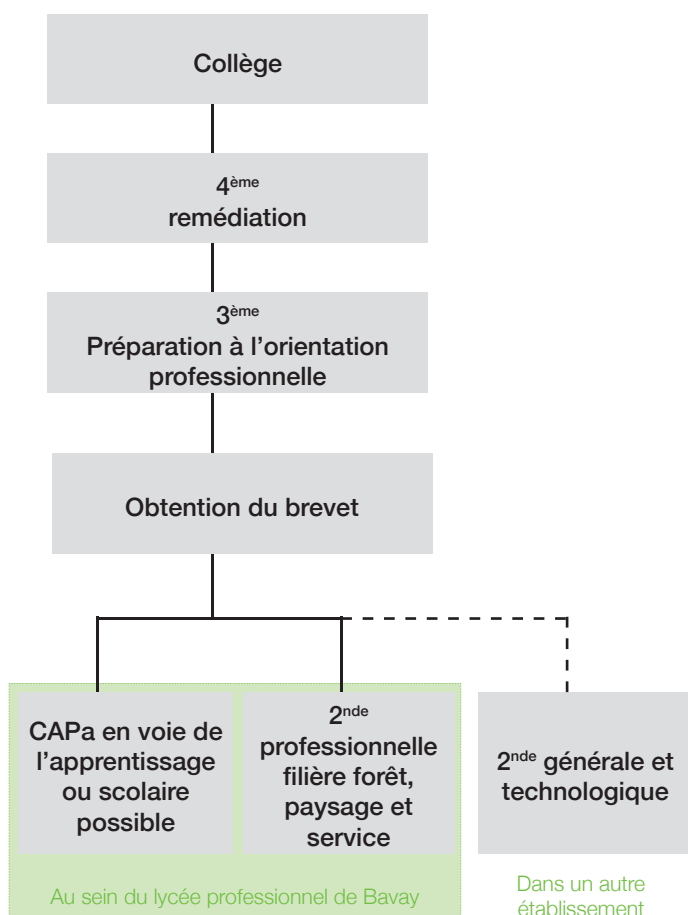 Collège
4ème
remédiation
3ème
Préparation à l'orientation
professionnelle
Obtention du brevet
CAPa en voie de
l'apprentissage
ou scolaire
possible
2nde
professionnelle
filière forêt,
paysage et
service
2nde générale et
technologique
Au sein du lycée professionnel de Bavay
Dans un autre
établissement